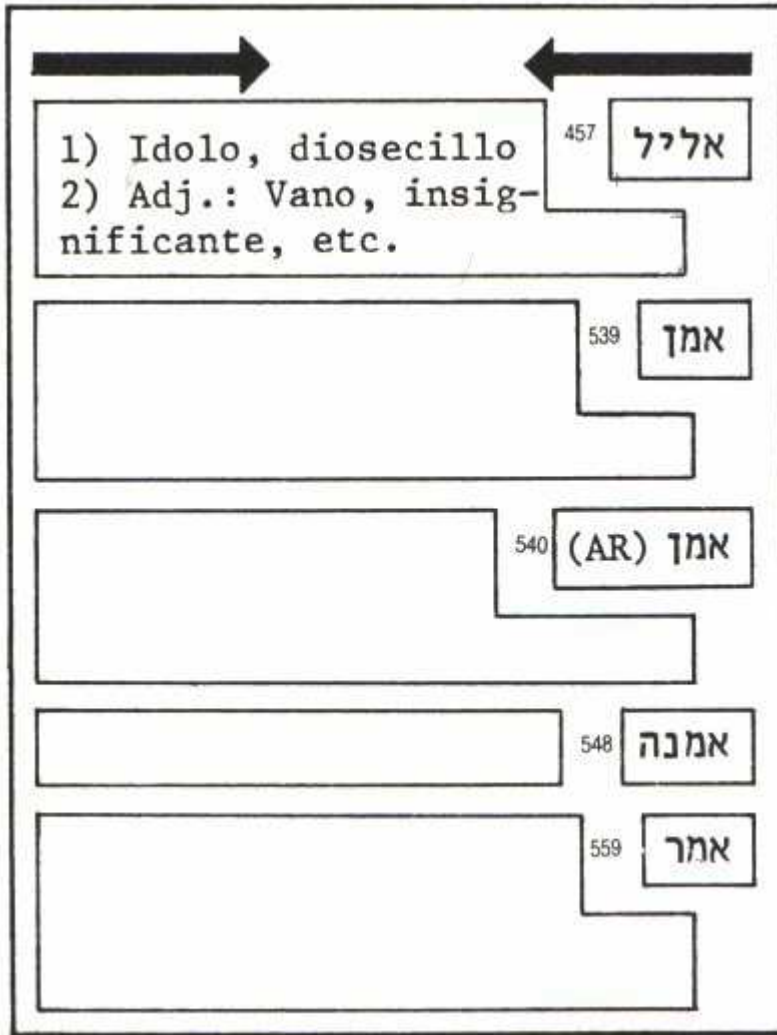 1) Idolo, diosecillo
2) Adj.: Vano, insig-
nificante, etc.
457 אליל
539 אמן
540 (AR) אמן
548 אמנה
559 אמר